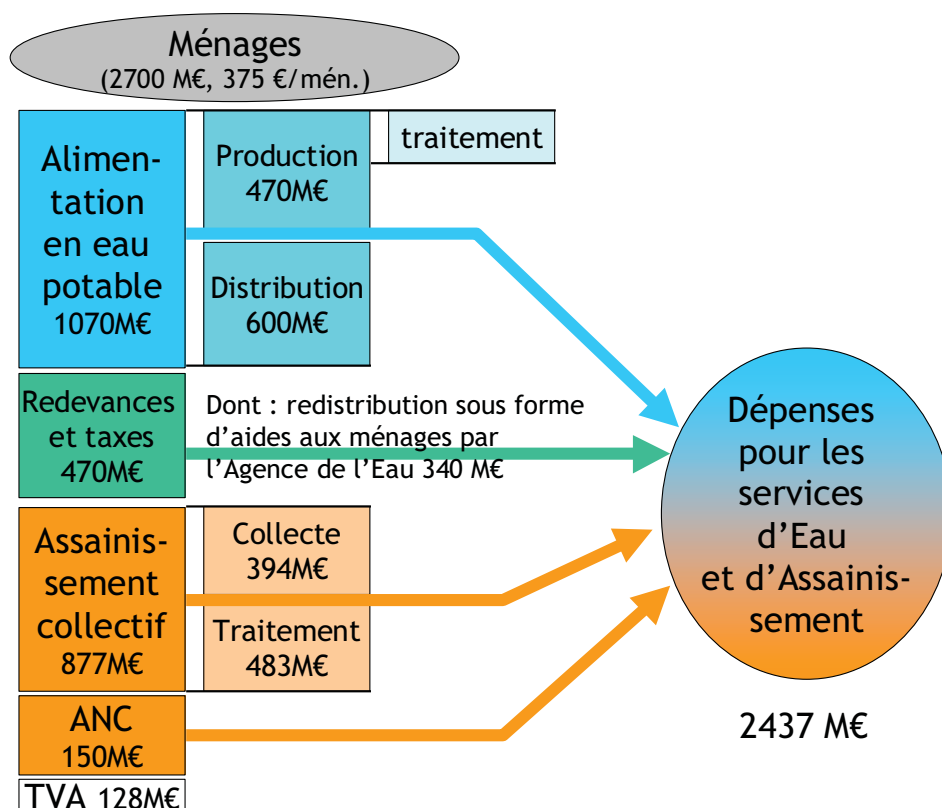 Ménages
(2700 M€, 375 €/mén.)
Alimen-
tation
en eau
potable
1070M€
Production
470M€
traitement
Distribution
600M€
Redevances
et taxes
470M€
Dont : redistribution sous forme
d’aides aux ménages par
l’Agence de l’Eau 340 M€
Assainis-
sement
collectif
877M€
Collecte
394M€
Traitement
483M€
ANC
150M€
TVA 128M€
Dépenses
pour les
services
d’Eau
et d’Assainis-
sement
2437 M€